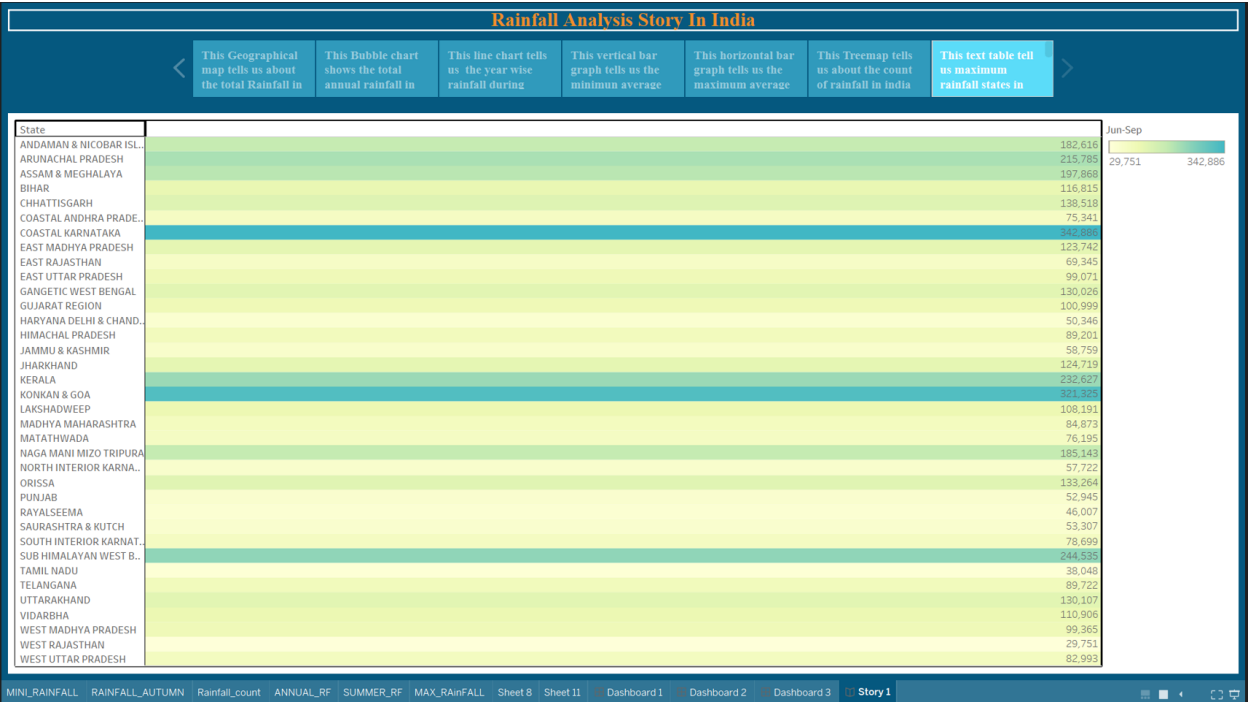 Rainfall Analysis Story In India
This Geographical
map tells us about
the total Rainfall in
This Bubble chart
shows the total
annual rainfall in
This line chart tells
us  the year wise
rainfall during
This vertical bar
graph tells us the
minimun average
This horizontal bar
graph tells us the
maximum average
This Treemap tells
us about the count
of rainfall in india
This text table tell
us maximum
rainfall states in
State
ANDAMAN & NICOBAR ISL.. 182,616
ARUNACHAL PRADESH 215,785
ASSAM & MEGHALAYA 197,868
BIHAR 116,815
CHHATTISGARH 138,518
COASTAL ANDHRA PRADE.. 75,341
COASTAL KARNATAKA 342,886
EAST MADHYA PRADESH 123,742
EAST RAJASTHAN 69,345
EAST UTTAR PRADESH 99,071
GANGETIC WEST BENGAL 130,026
GUJARAT REGION 100,999
HARYANA DELHI & CHAND.. 50,346
HIMACHAL PRADESH 89,201
JAMMU & KASHMIR 58,759
JHARKHAND 124,719
KERALA 232,627
KONKAN & GOA 321,325
LAKSHADWEEP 108,191
MADHYA MAHARASHTRA 84,873
MATATHWADA 76,195
NAGA MANI MIZO TRIPURA 185,143
NORTH INTERIOR KARNA.. 57,722
ORISSA 133,264
PUNJAB 52,945
RAYALSEEMA 46,007
SAURASHTRA & KUTCH 53,307
SOUTH INTERIOR KARNAT.. 78,699
SUB HIMALAYAN WEST B.. 244,535
TAMIL NADU 38,048
TELANGANA 89,722
UTTARAKHAND 130,107
VIDARBHA 110,906
WEST MADHYA PRADESH 99,365
WEST RAJASTHAN 29,751
WEST UTTAR PRADESH 82,993
Jun-Sep
29,751 342,886
MINI_RAINFALL RAINFALL_AUTUMN Rainfall_count ANNUAL_RF SUMMER_RF MAX_RAiNFALL Sheet 8 Sheet 11 Dashboard 1 Dashboard 2 Dashboard 3 Story 1